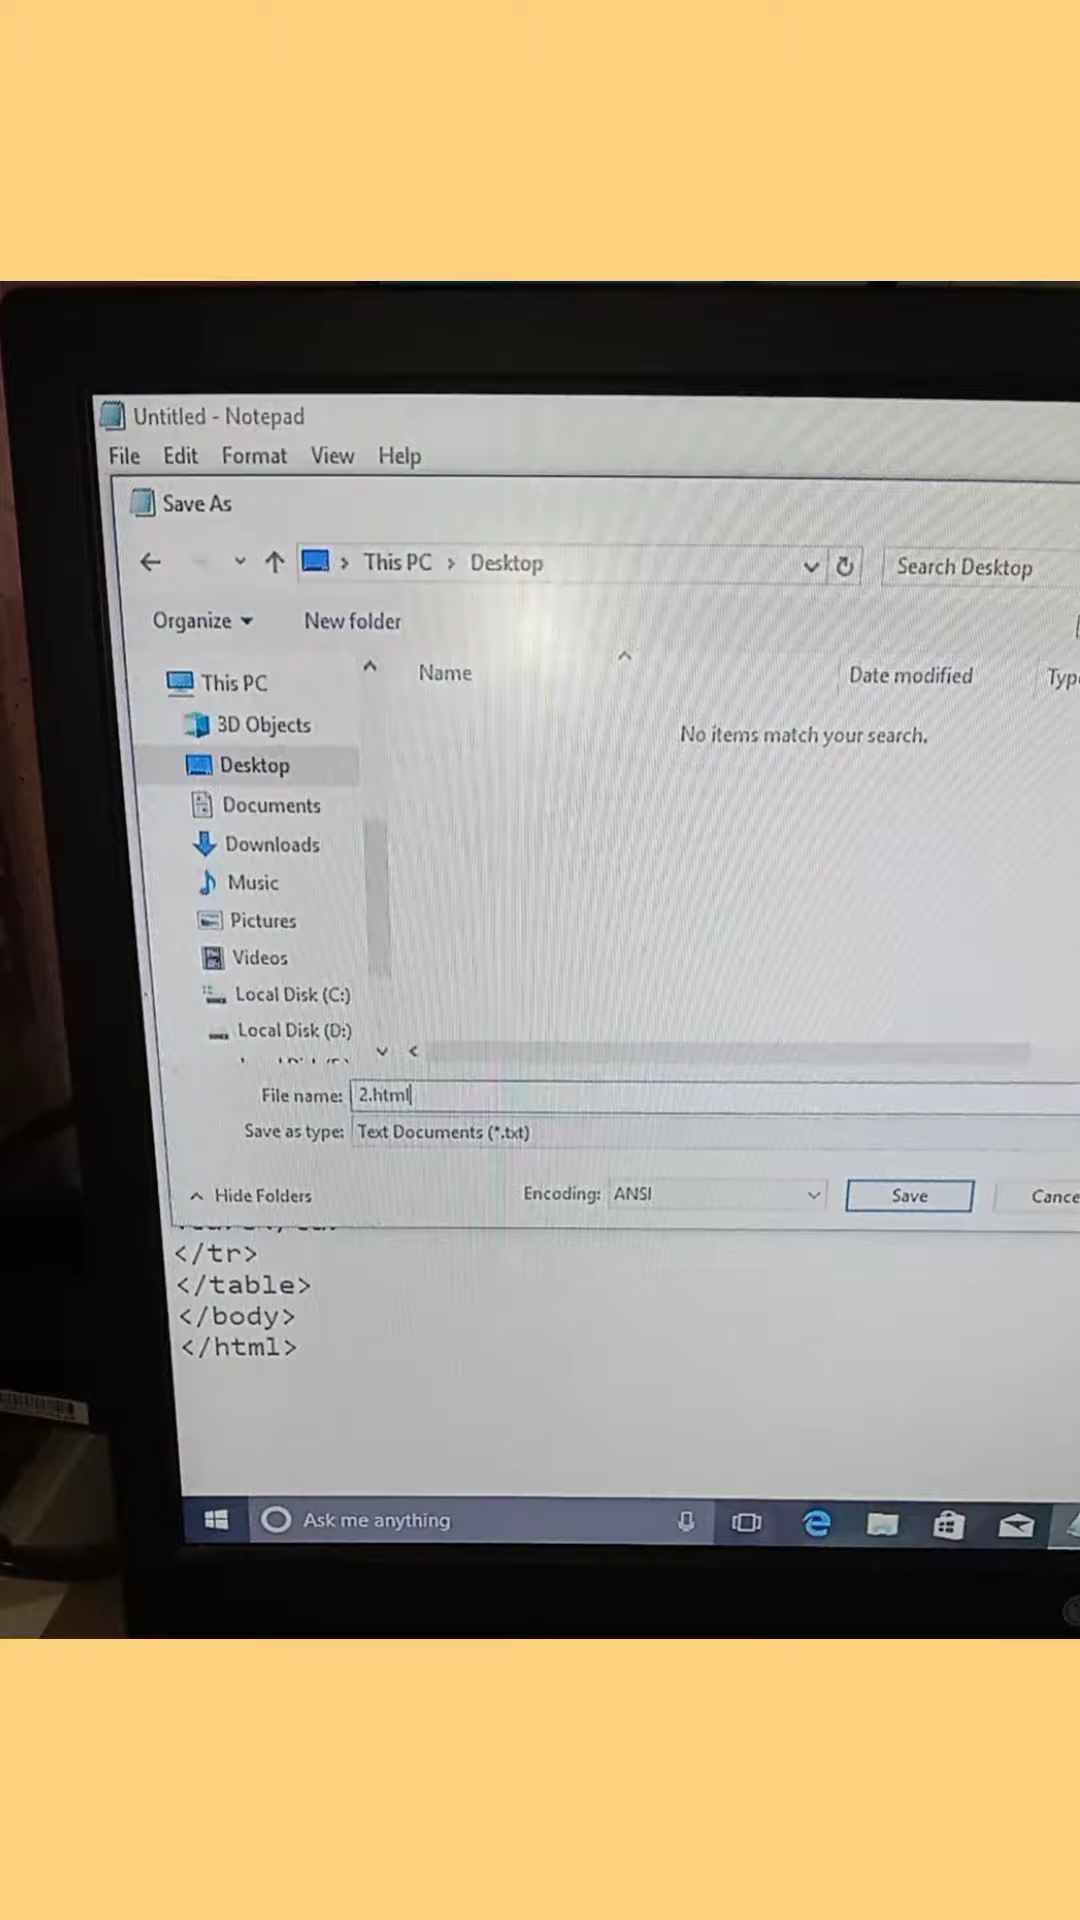 Untitled - Notepad
File Edit Format View Help
Save As
This PC > Desktop
Search Desktop
Organize
New folder
Name
Date modified
No items match your search.
This PC
3D Objects
Desktop
Documents
Downloads
Music
Pictures
Videos
Local Disk (C:)
Local Disk (D:)
File name: 2.html
Save as type: Text Documents (*.txt)
Hide Folders
Encoding: ANSI
Save
</tr>
</table>
</body>
</html>
Ask me anything